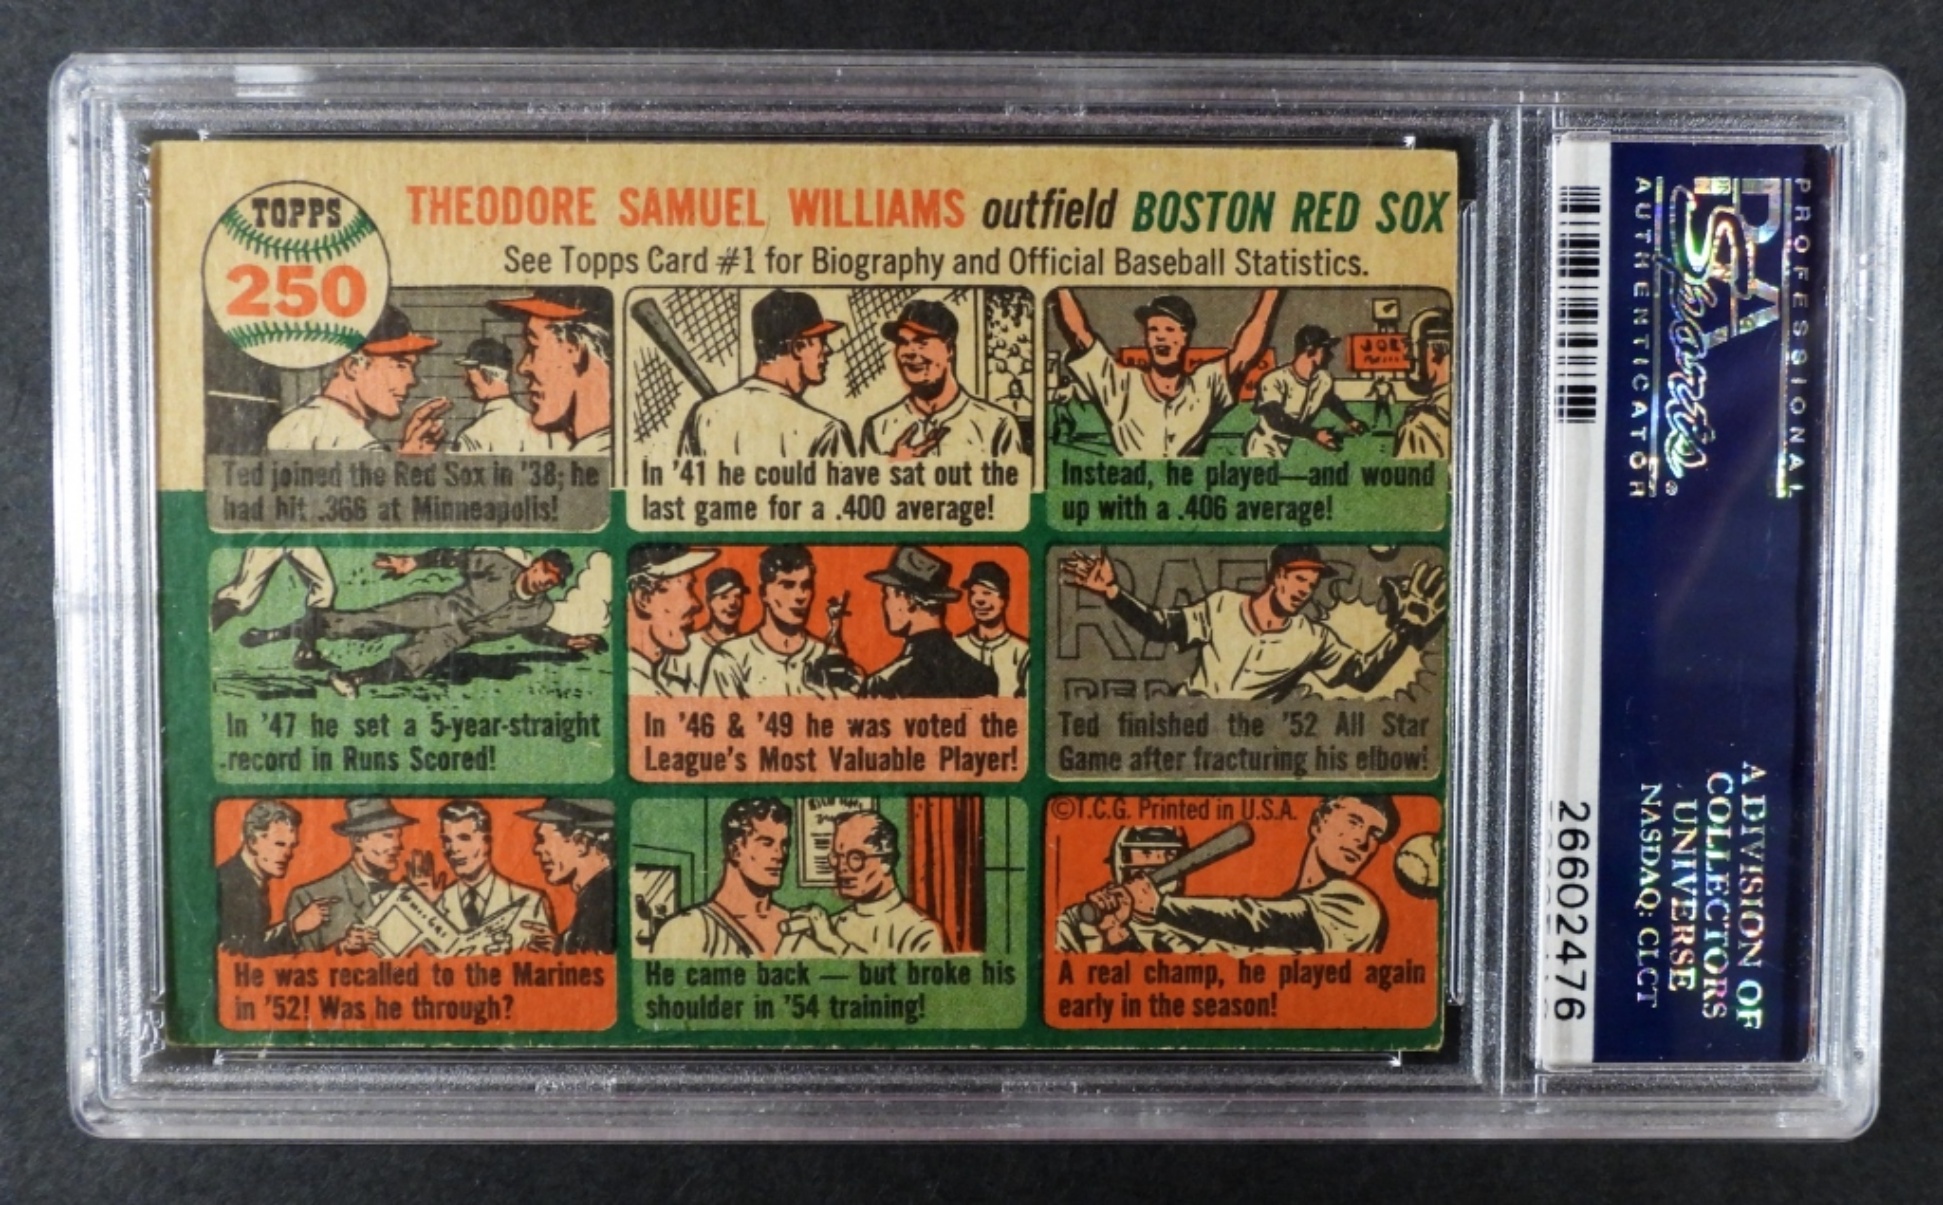 TOPPS
250
THEODORE SAMUEL WILLIAMS outfield BOSTON RED SOX
See Topps Card #1 for Biography and Official Baseball Statistics.
Ted joined the Red Sox in '38; he
had hit .366 at Minneapolis!
In '41 he could have sat out the
last game for a .400 average!
Instead, he played—and wound
up with a .406 average!
In '47 he set a 5-year-straight
record in Runs Scored!
In '46 & '49 he was voted the
League's Most Valuable Player!
Ted finished the '52 All Star
Game after fracturing his elbow!
He was recalled to the Marines
in '52! Was he through?
He came back — but broke his
shoulder in '54 training!
©T.C.G. Printed in U.S.A.
A real champ, he played again
early in the season!
PROFESSIONAL
PSA
Sports
AUTHENTICATOR
®
A DIVISION OF
COLLECTORS
UNIVERSE
NASDAQ: CLCT
26602476